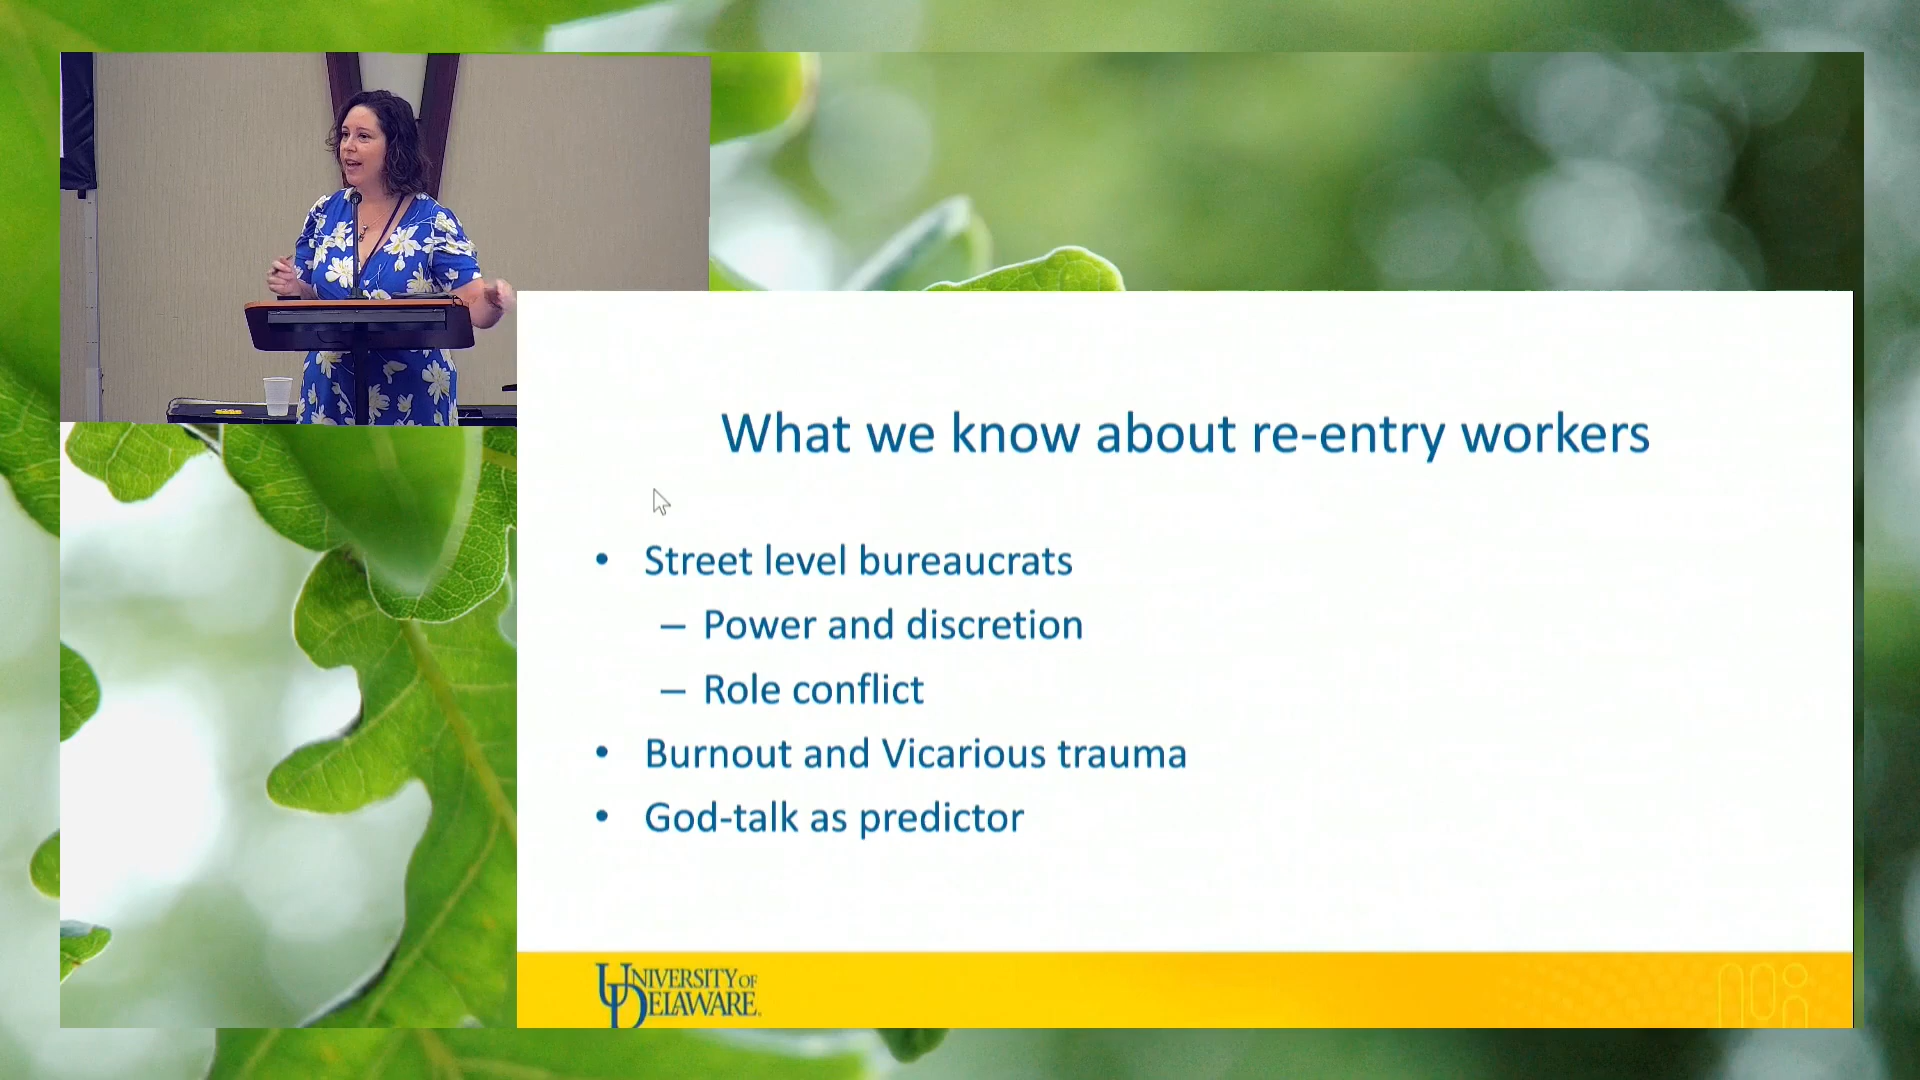 What we know about re-entry workers
• Street level bureaucrats
– Power and discretion
– Role conflict
• Burnout and Vicarious trauma
• God-talk as predictor
UNIVERSITY OF
DELAWARE.